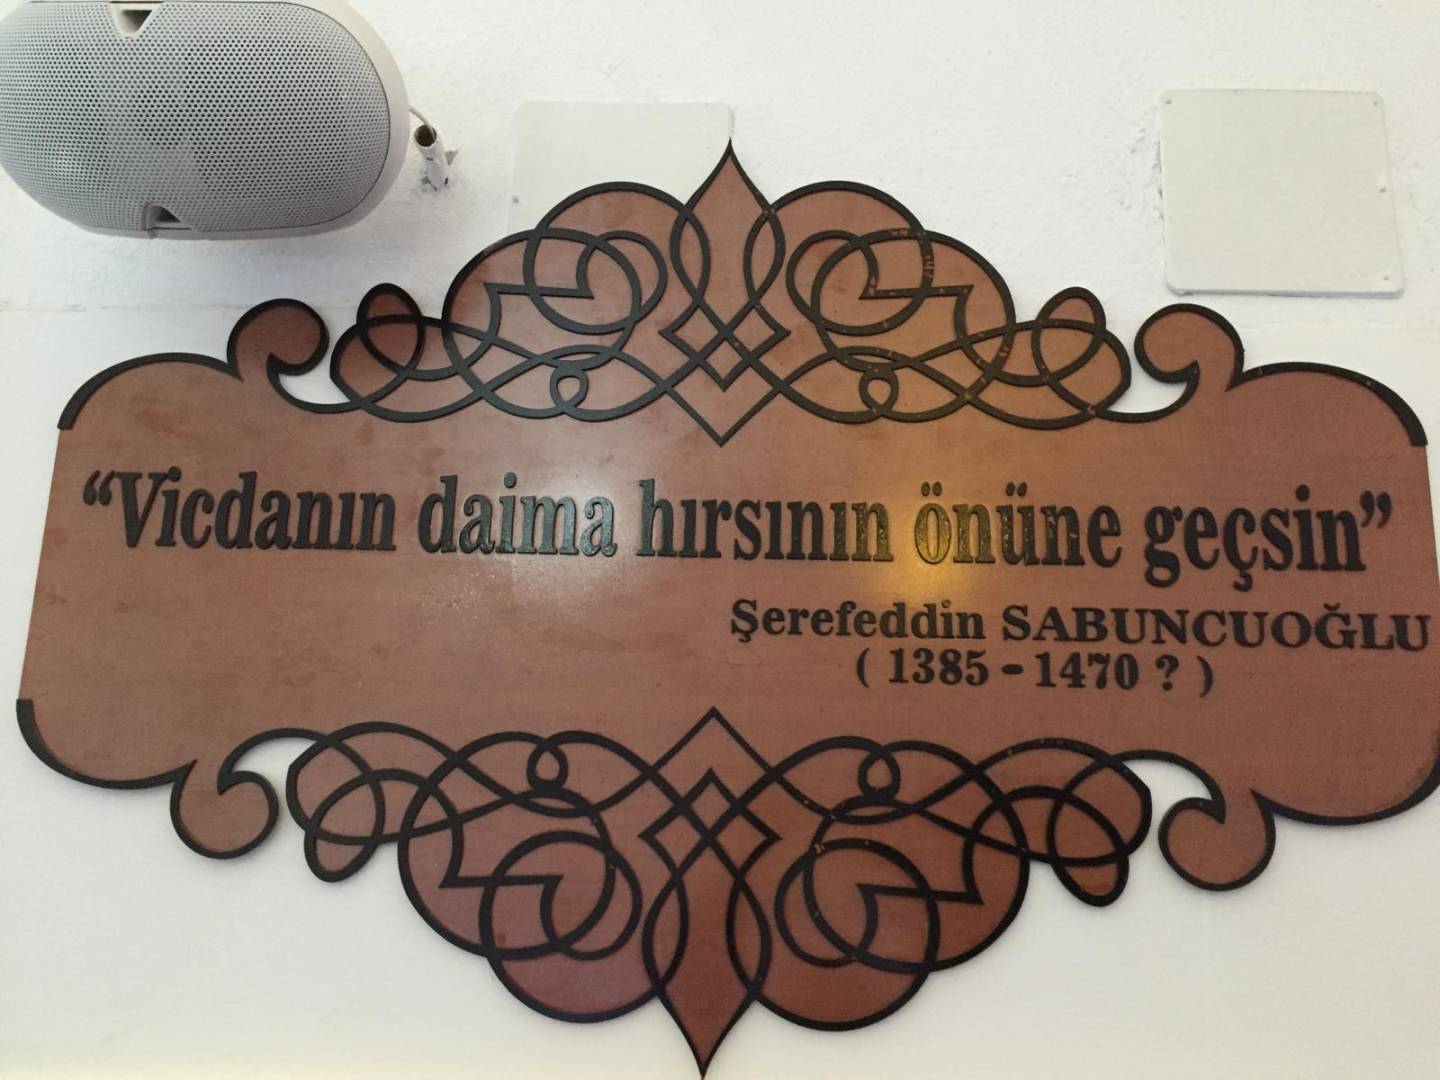 “Vicdanın daima hırsının önüne geçsin”
Şerefeddin SABUNCUOĞLU
( 1385 - 1470 ? )